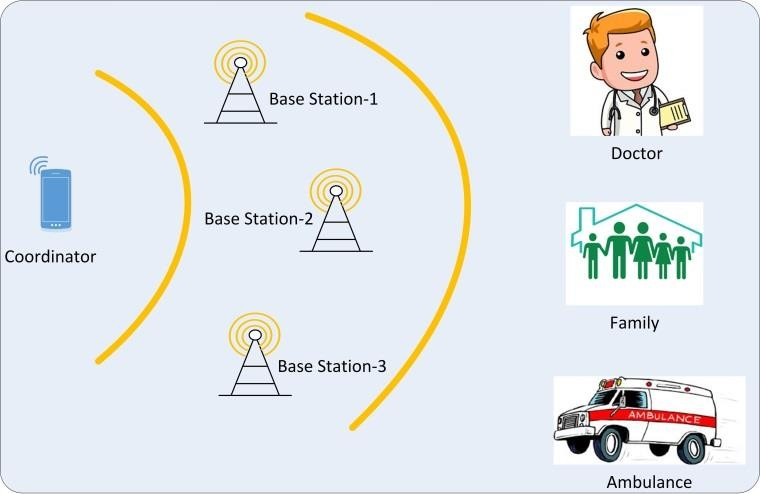 Base Station-1
Doctor
Base Station-2
Coordinator
Family
Base Station-3
AMBULANCE
Ambulance